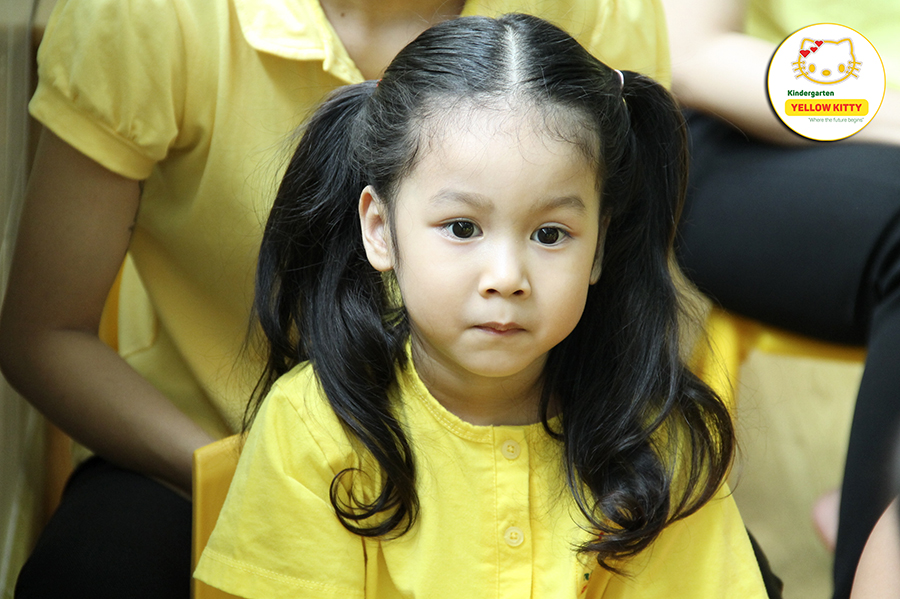 Kindergarten
YELLOW KITTY
"Where the future begins"